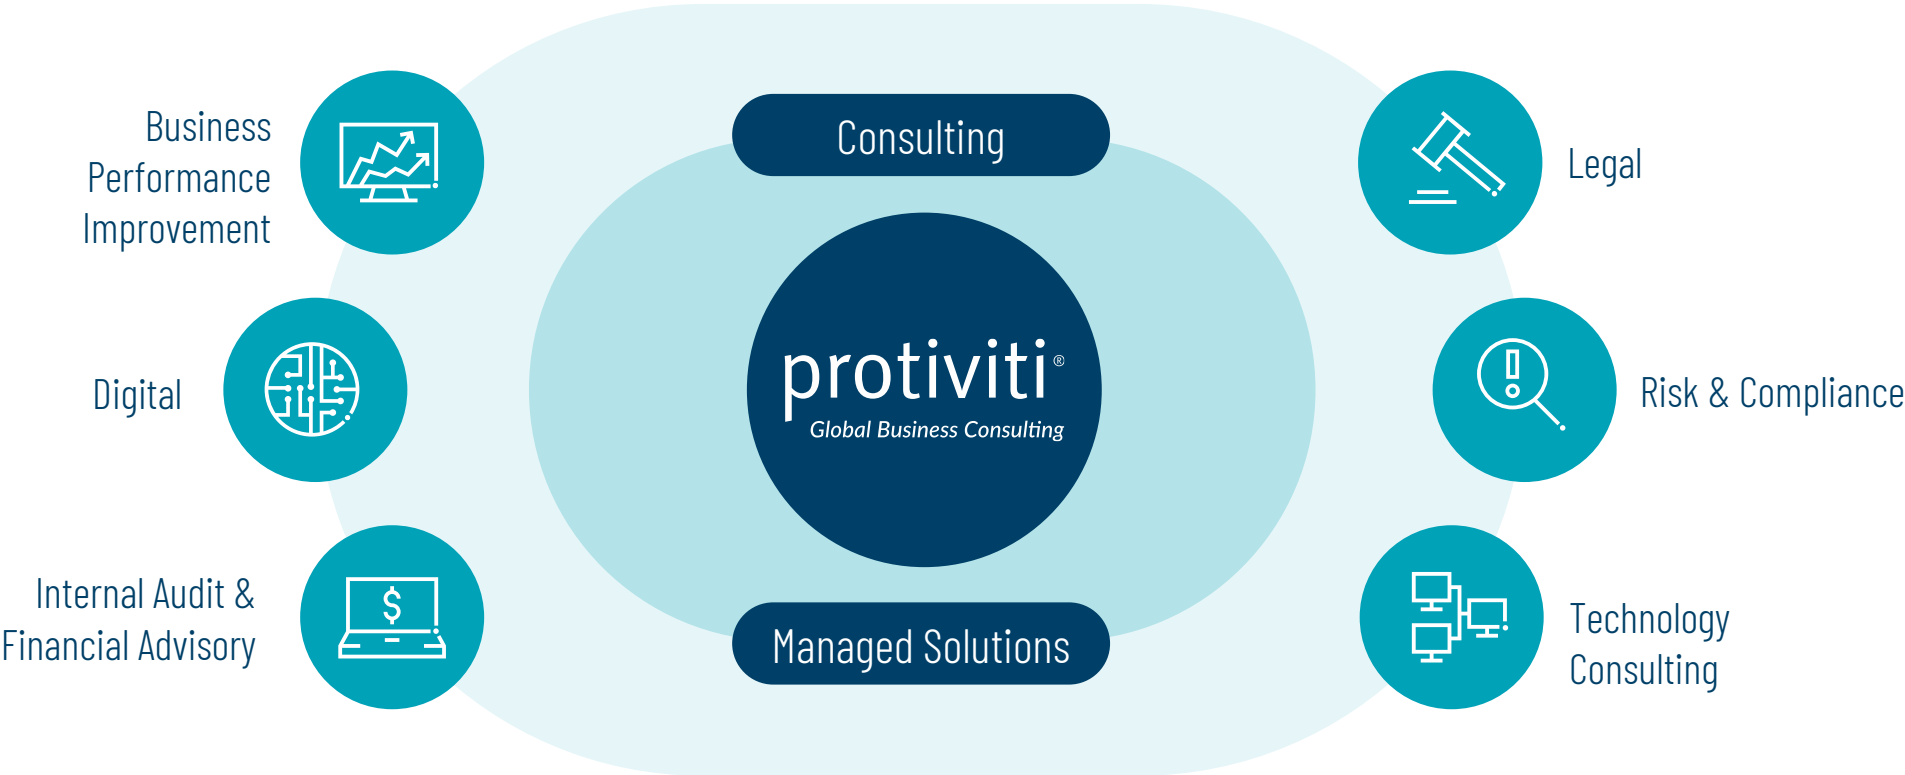 Business
Performance
Improvement
Digital
Internal Audit &
Financial Advisory
Consulting
protiviti®
Global Business Consulting
Managed Solutions
Legal
Risk & Compliance
Technology
Consulting